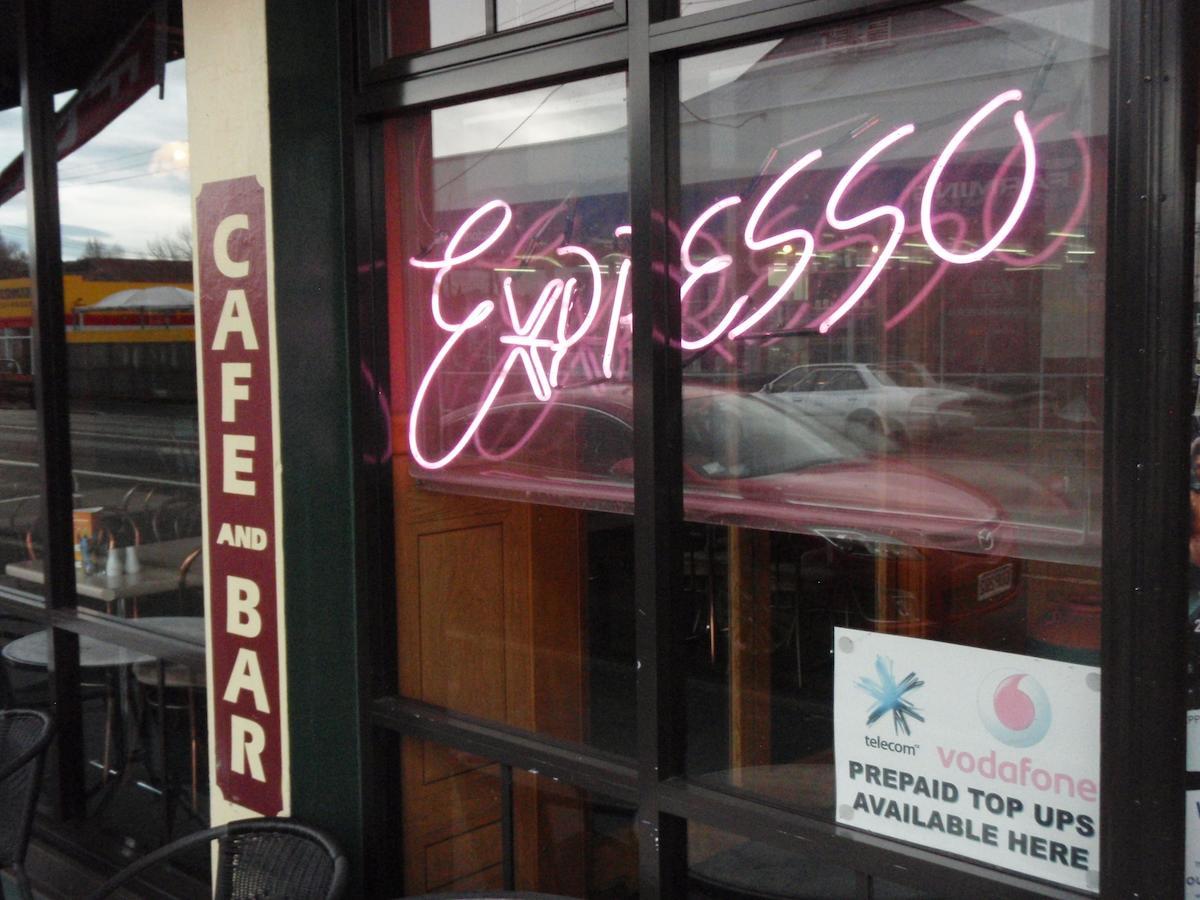 CAFE AND BAR
Expresso
telecom
vodafone
PREPAID TOP UPS
AVAILABLE HERE